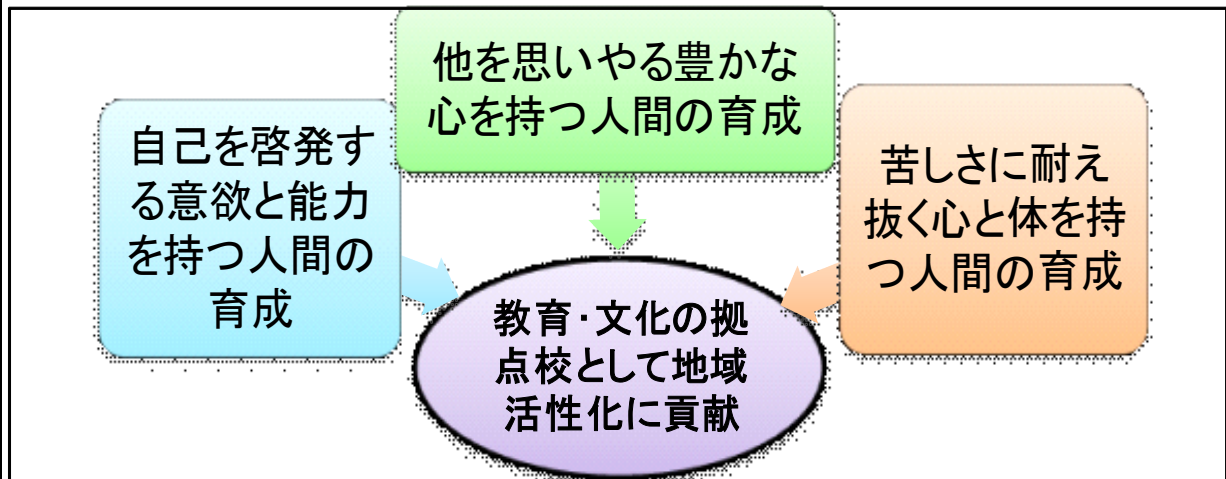 自己を啓発す
る意欲と能力
を持つ人間の
育成
他を思いやる豊かな
心を持つ人間の育成
苦しさに耐え
抜く心と体を持
つ人間の育成
教育・文化の拠
点校として地域
活性化に貢献